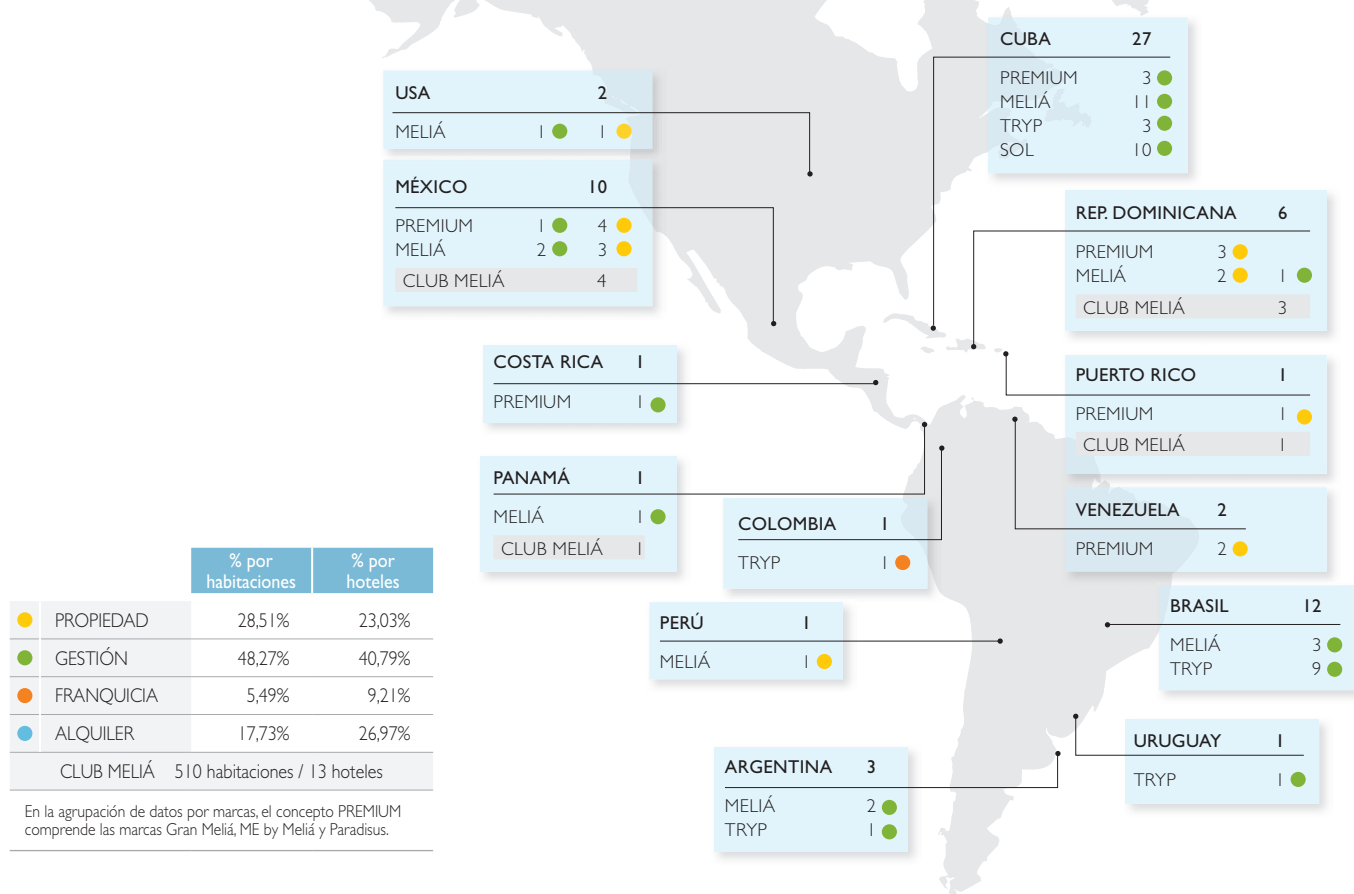 USA 2
MELIÁ 1 1
MÉXICO 10
PREMIUM 1 4
MELIÁ 2 3
CLUB MELIÁ 4
COSTA RICA 1
PREMIUM 1
PANAMÁ 1
MELIÁ 1
CLUB MELIÁ 1
COLOMBIA 1
TRYP 1
PERÚ 1
MELIÁ 1
ARGENTINA 3
MELIÁ 2
TRYP 1
CUBA 27
PREMIUM 3
MELIÁ 11
TRYP 3
SOL 10
REP. DOMINICANA 6
PREMIUM 3
MELIÁ 2 1
CLUB MELIÁ 3
PUERTO RICO 1
PREMIUM 1
CLUB MELIÁ 1
VENEZUELA 2
PREMIUM 2
BRASIL 12
MELIÁ 3
TRYP 9
URUGUAY 1
TRYP 1
% por % por
habitaciones hoteles
PROPIEDAD 28,51% 23,03%
GESTIÓN 48,27% 40,79%
FRANQUICIA 5,49% 9,21%
ALQUILER 17,73% 26,97%
CLUB MELIÁ 510 habitaciones / 13 hoteles
En la agrupación de datos por marcas, el concepto PREMIUM
comprende las marcas Gran Meliá, ME by Meliá y Paradisus.